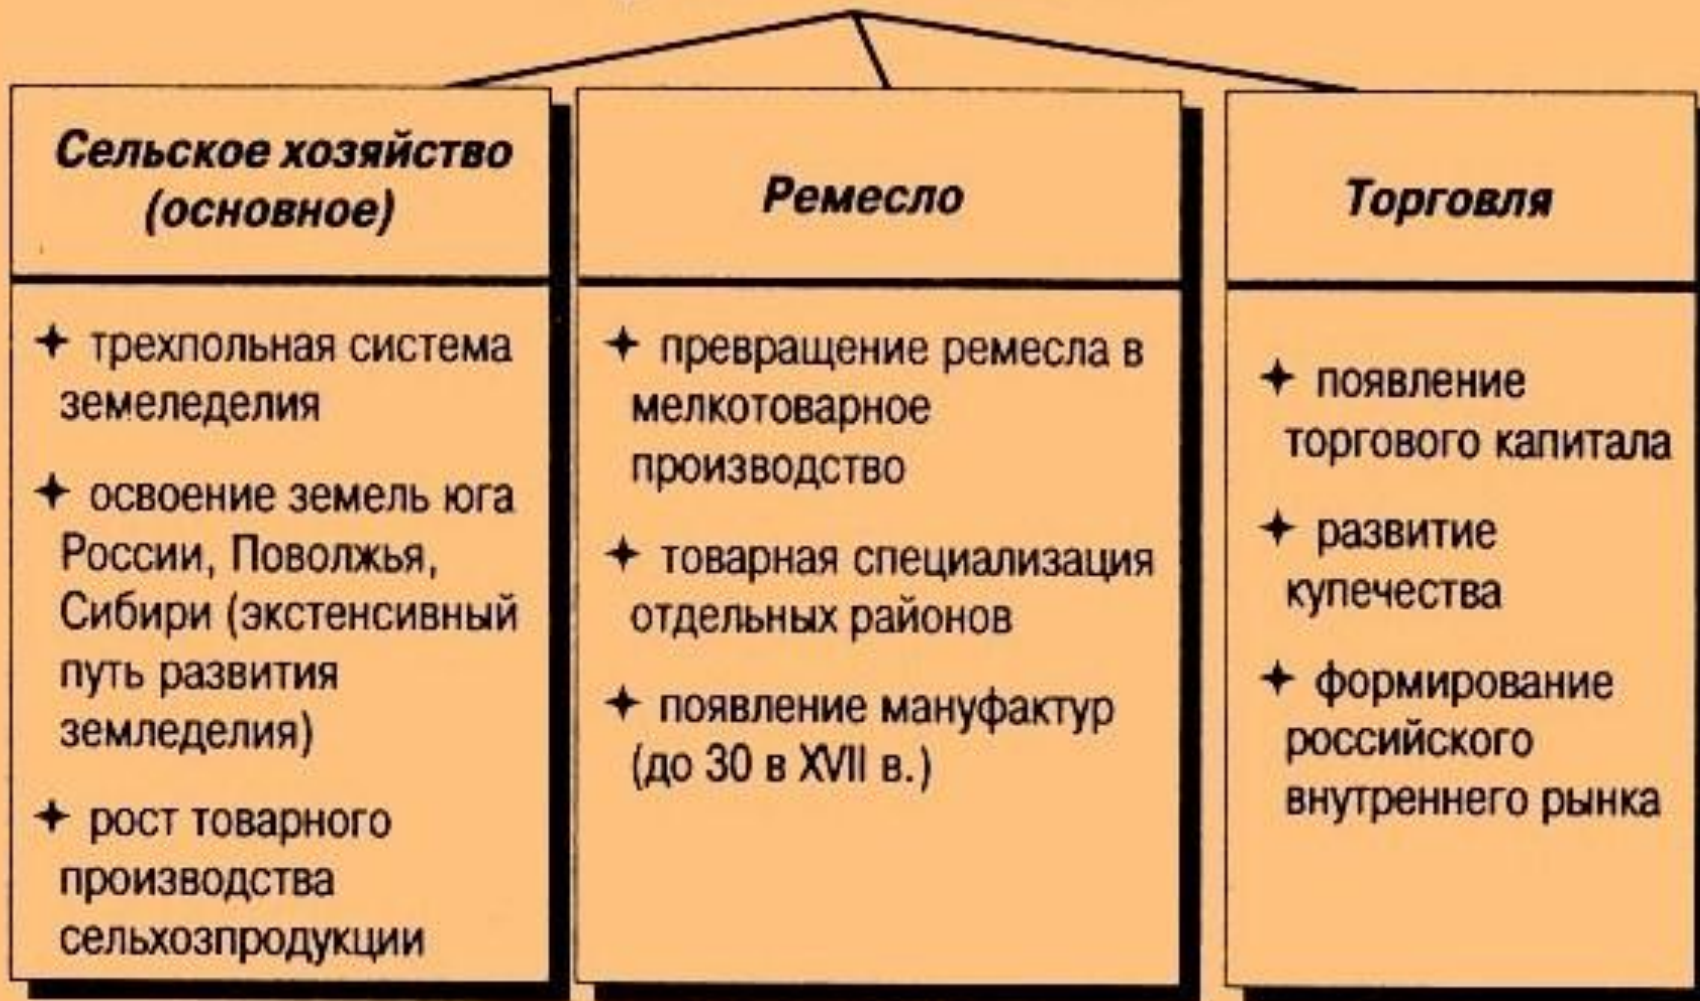 Сельское хозяйство
(основное)
✦ трехпольная система
земеледелия
✦ освоение земель юга
России, Поволжья,
Сибири (экстенсивный
путь развития
земледелия)
✦ рост товарного
производства
сельхозпродукции
Ремесло
✦ превращение ремесла в
мелкотоварное
производство
✦ товарная специализация
отдельных районов
✦ появление мануфактур
(до 30 в XVII в.)
Торговля
✦ появление
торгового капитала
✦ развитие
купечества
✦ формирование
российского
внутреннего рынка